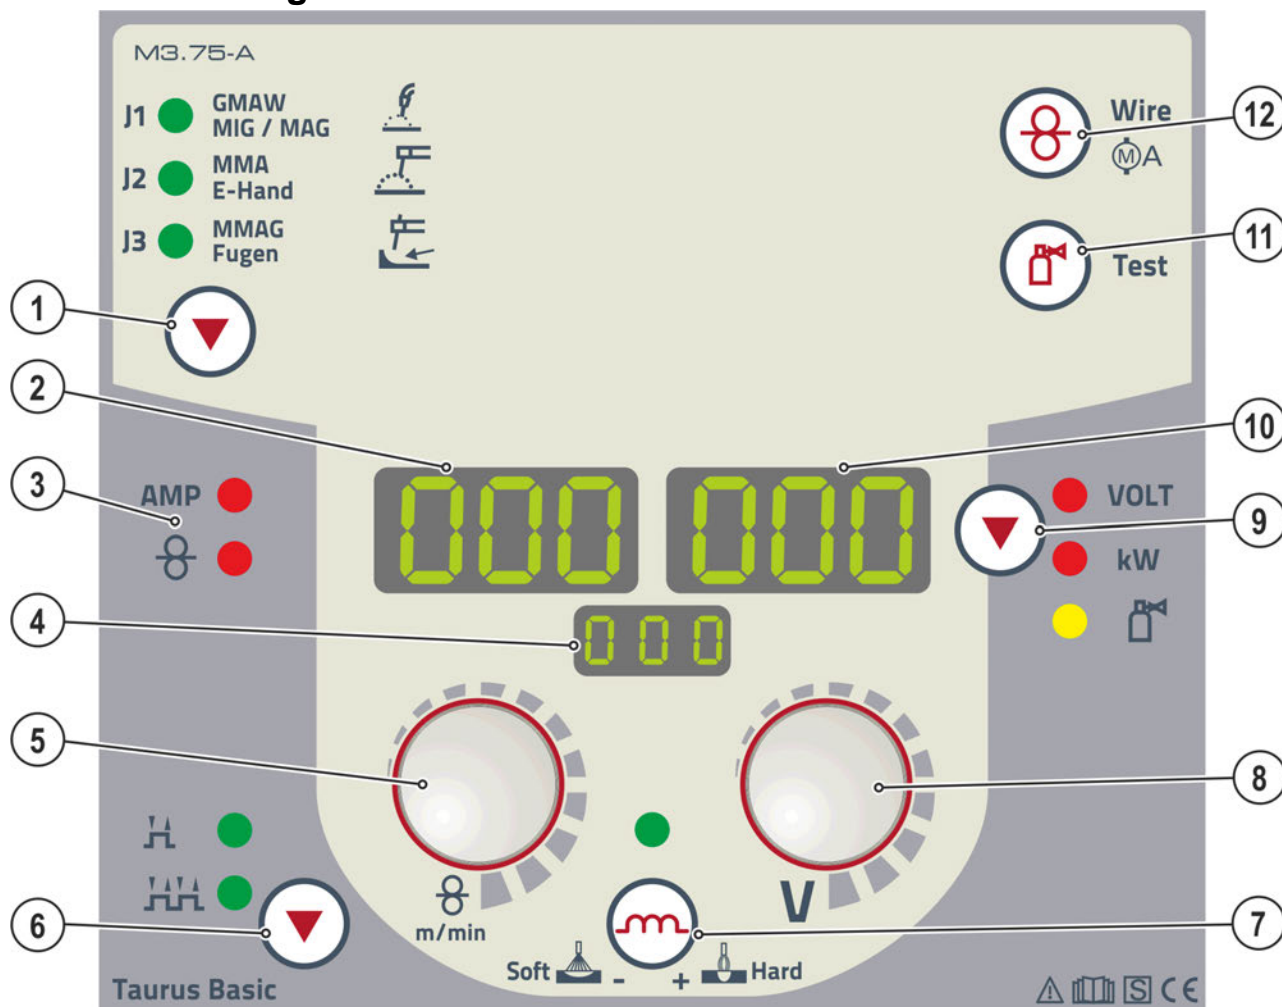 g
M3.75-A
J1 GMAW
MIG / MAG
J2 MMA
E-Hand
J3 MMAG
Fugen
Wire
M A
Test
12
11
1
2
10
3
AMP
000
000
VOLT
kW
9
4
000
5
8
6
m/min
V
7
Soft - + Hard
Taurus Basic
S CE